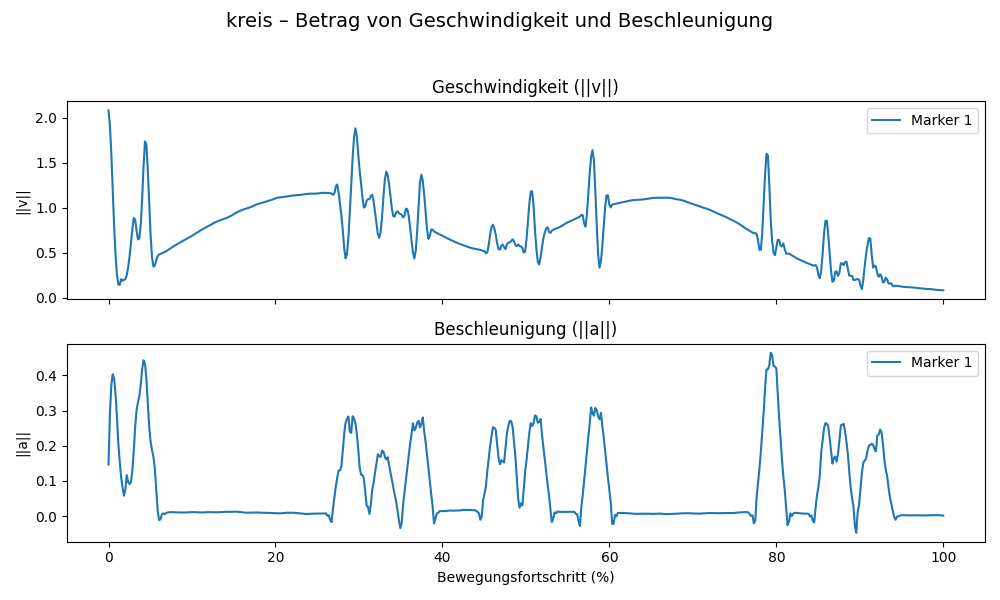 kreis – Betrag von Geschwindigkeit und Beschleunigung
Geschwindigkeit (||v||)
2.0
1.5
1.0
0.5
0.0
||v||
Marker 1
Beschleunigung (||a||)
0.4
0.3
0.2
0.1
0.0
||a||
Marker 1
0 20 40 60 80 100
Bewegungsfortschritt (%)